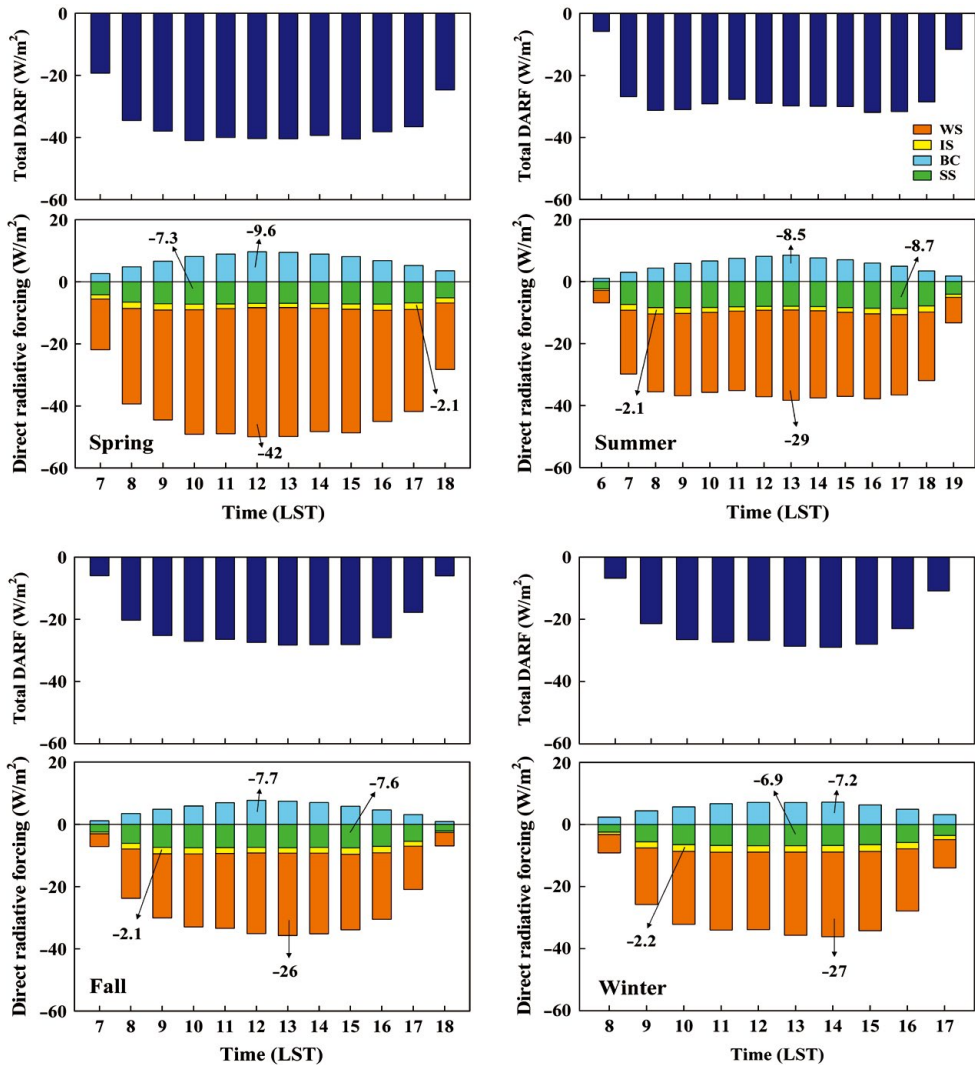 Total DARF (W/m²)
0
−20
−40
−60
Direct radiative forcing (W/m²)
20
0
−20
−40
−60
−7.3
−9.6
−2.1
−42
Spring
7 8 9 10 11 12 13 14 15 16 17 18
Time (LST)
Total DARF (W/m²)
0
−20
−40
−60
WS
IS
BC
SS
Direct radiative forcing (W/m²)
20
0
−20
−40
−60
−8.5
−8.7
−2.1
−29
Summer
6 7 8 9 10 11 12 13 14 15 16 17 18 19
Time (LST)
Total DARF (W/m²)
0
−20
−40
−60
Direct radiative forcing (W/m²)
20
0
−20
−40
−60
−7.7
−7.6
−2.1
−26
Fall
7 8 9 10 11 12 13 14 15 16 17 18
Time (LST)
Total DARF (W/m²)
0
−20
−40
−60
Direct radiative forcing (W/m²)
20
0
−20
−40
−60
−6.9
−7.2
−2.2
−27
Winter
8 9 10 11 12 13 14 15 16 17
Time (LST)